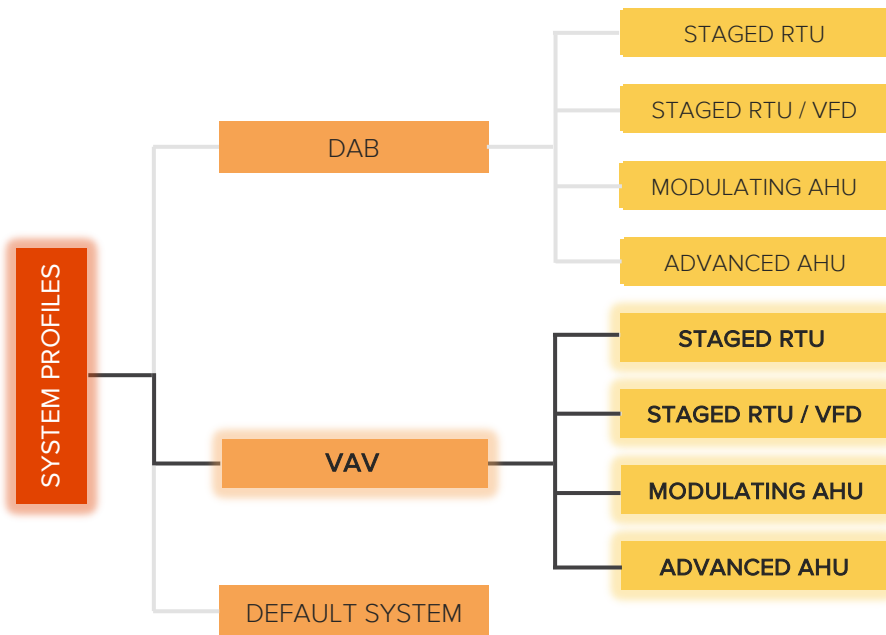 SYSTEM PROFILES
DAB
STAGED RTU
STAGED RTU / VFD
MODULATING AHU
ADVANCED AHU
VAV
STAGED RTU
STAGED RTU / VFD
MODULATING AHU
ADVANCED AHU
DEFAULT SYSTEM